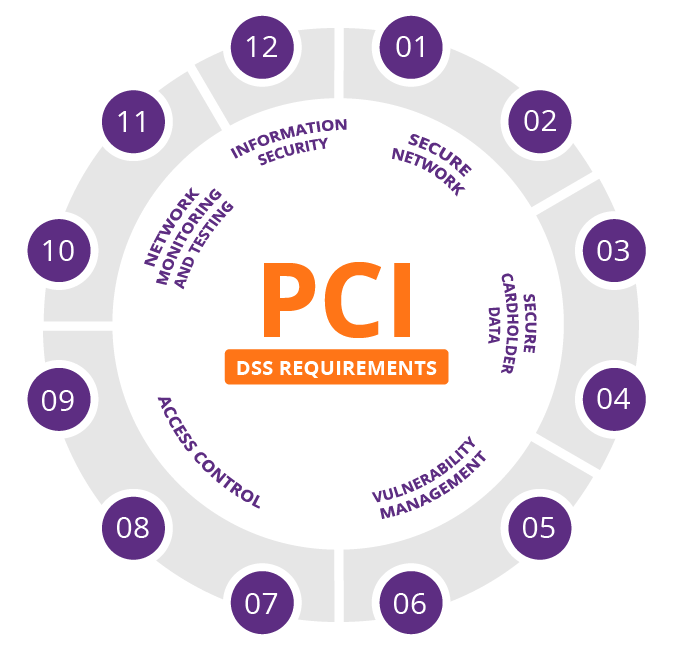 PCI
DSS REQUIREMENTS
01
02
SECURE
NETWORK
03
04
SECURE
CARDHOLDER
DATA
05
06
VULNERABILITY
MANAGEMENT
07
08
09
ACCESS CONTROL
10
11
NETWORK
MONITORING
AND TESTING
12
INFORMATION
SECURITY